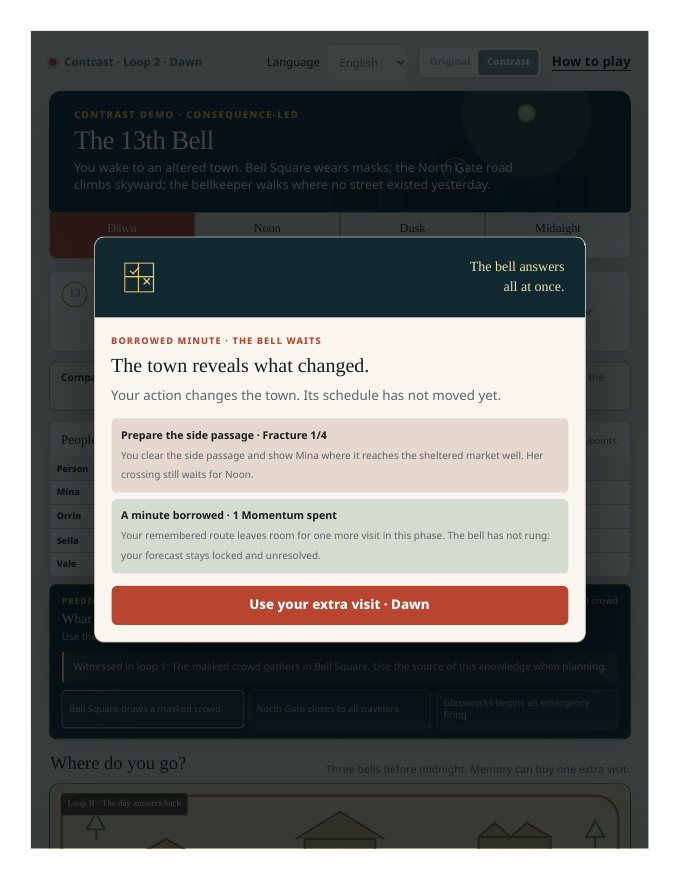 Contrast · Loop 2 · Dawn
Language
English
Original
Contrast
How to play
CONTRAST DEMO · CONSEQUENCE-LED
The 13th Bell
You wake to an altered town. Bell Square wears masks; the North Gate road
climbs skyward; the bellkeeper walks where no street existed yesterday.
Dawn
Noon
Dusk
Midnight
13
The bell answers
all at once.
BORROWED MINUTE · THE BELL WAITS
The town reveals what changed.
Your action changes the town. Its schedule has not moved yet.
Prepare the side passage · Fracture 1/4
You clear the side passage and show Mina where it reaches the sheltered market well. Her
crossing still waits for Noon.
A minute borrowed · 1 Momentum spent
Your remembered route leaves room for one more visit in this phase. The bell has not rung:
your forecast stays locked and unresolved.
Use your extra visit · Dawn
the
Person
Mina
Orrin
Sella
Vale
crowd
What
Use the
Witnessed in loop 1: The masked crowd gathers in Bell Square. Use the source of this knowledge when planning.
Bell Square draws a masked crowd
North Gate closes to all travelers
Glassworks begins an emergency
firing
Where do you go?
Three bells before midnight. Memory can buy one extra visit.
Loop II · The day answers back